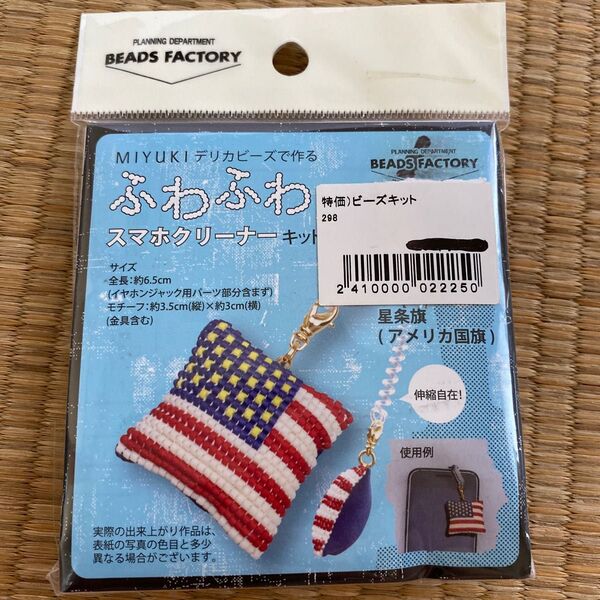 PLANNING DEPARTMENT
BEADS FACTORY
MIYUKI デリカビーズで作る
ふわふわ
スマホクリーナー キット
PLANNING DEPARTMENT
BEADS FACTORY
特価)ビーズキット
298
2 410000 022250
サイズ
全長:約6.5cm
(イヤホンジャック用パーツ部分含まず)
モチーフ:約3.5cm(縦)×約3cm(横)
(金具含む)
星条旗
(アメリカ国旗)
伸縮自在!
使用例
実際の出来上がり作品は、
表紙の写真の色目と多少
異なる場合がございます。